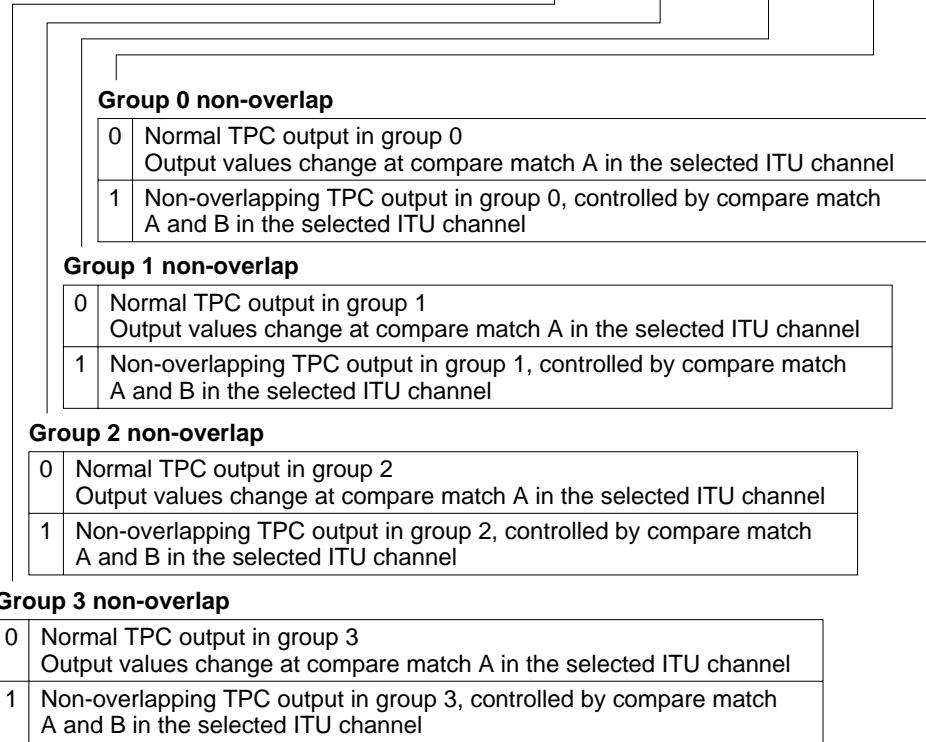 Group 0 non-overlap
0 Normal TPC output in group 0
Output values change at compare match A in the selected ITU channel
1 Non-overlapping TPC output in group 0, controlled by compare match
A and B in the selected ITU channel
Group 1 non-overlap
0 Normal TPC output in group 1
Output values change at compare match A in the selected ITU channel
1 Non-overlapping TPC output in group 1, controlled by compare match
A and B in the selected ITU channel
Group 2 non-overlap
0 Normal TPC output in group 2
Output values change at compare match A in the selected ITU channel
1 Non-overlapping TPC output in group 2, controlled by compare match
A and B in the selected ITU channel
Group 3 non-overlap
0 Normal TPC output in group 3
Output values change at compare match A in the selected ITU channel
1 Non-overlapping TPC output in group 3, controlled by compare match
A and B in the selected ITU channel